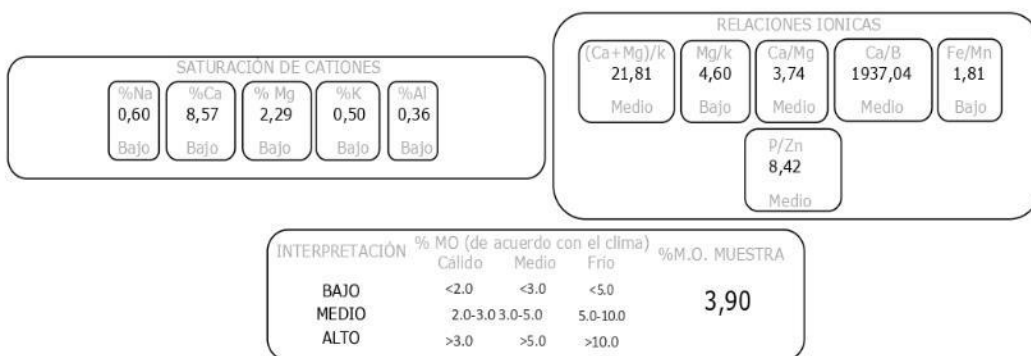 SATURACIÓN DE CATIONES
%Na %Ca % Mg %K %Al
0,60 8,57 2,29 0,50 0,36
Bajo Bajo Bajo Bajo Bajo
RELACIONES IONICAS
(Ca+Mg)/k Mg/k Ca/Mg Ca/B Fe/Mn
21,81 4,60 3,74 1937,04 1,81
Medio Bajo Medio Medio Bajo
P/Zn
8,42
Medio
INTERPRETACIÓN % MO (de acuerdo con el clima) %M.O. MUESTRA
Cálido Medio Frio
BAJO <2.0 <3.0 <5.0
MEDIO 2.0-3.0 3.0-5.0 5.0-10.0
ALTO >3.0 >5.0 >10.0
3,90